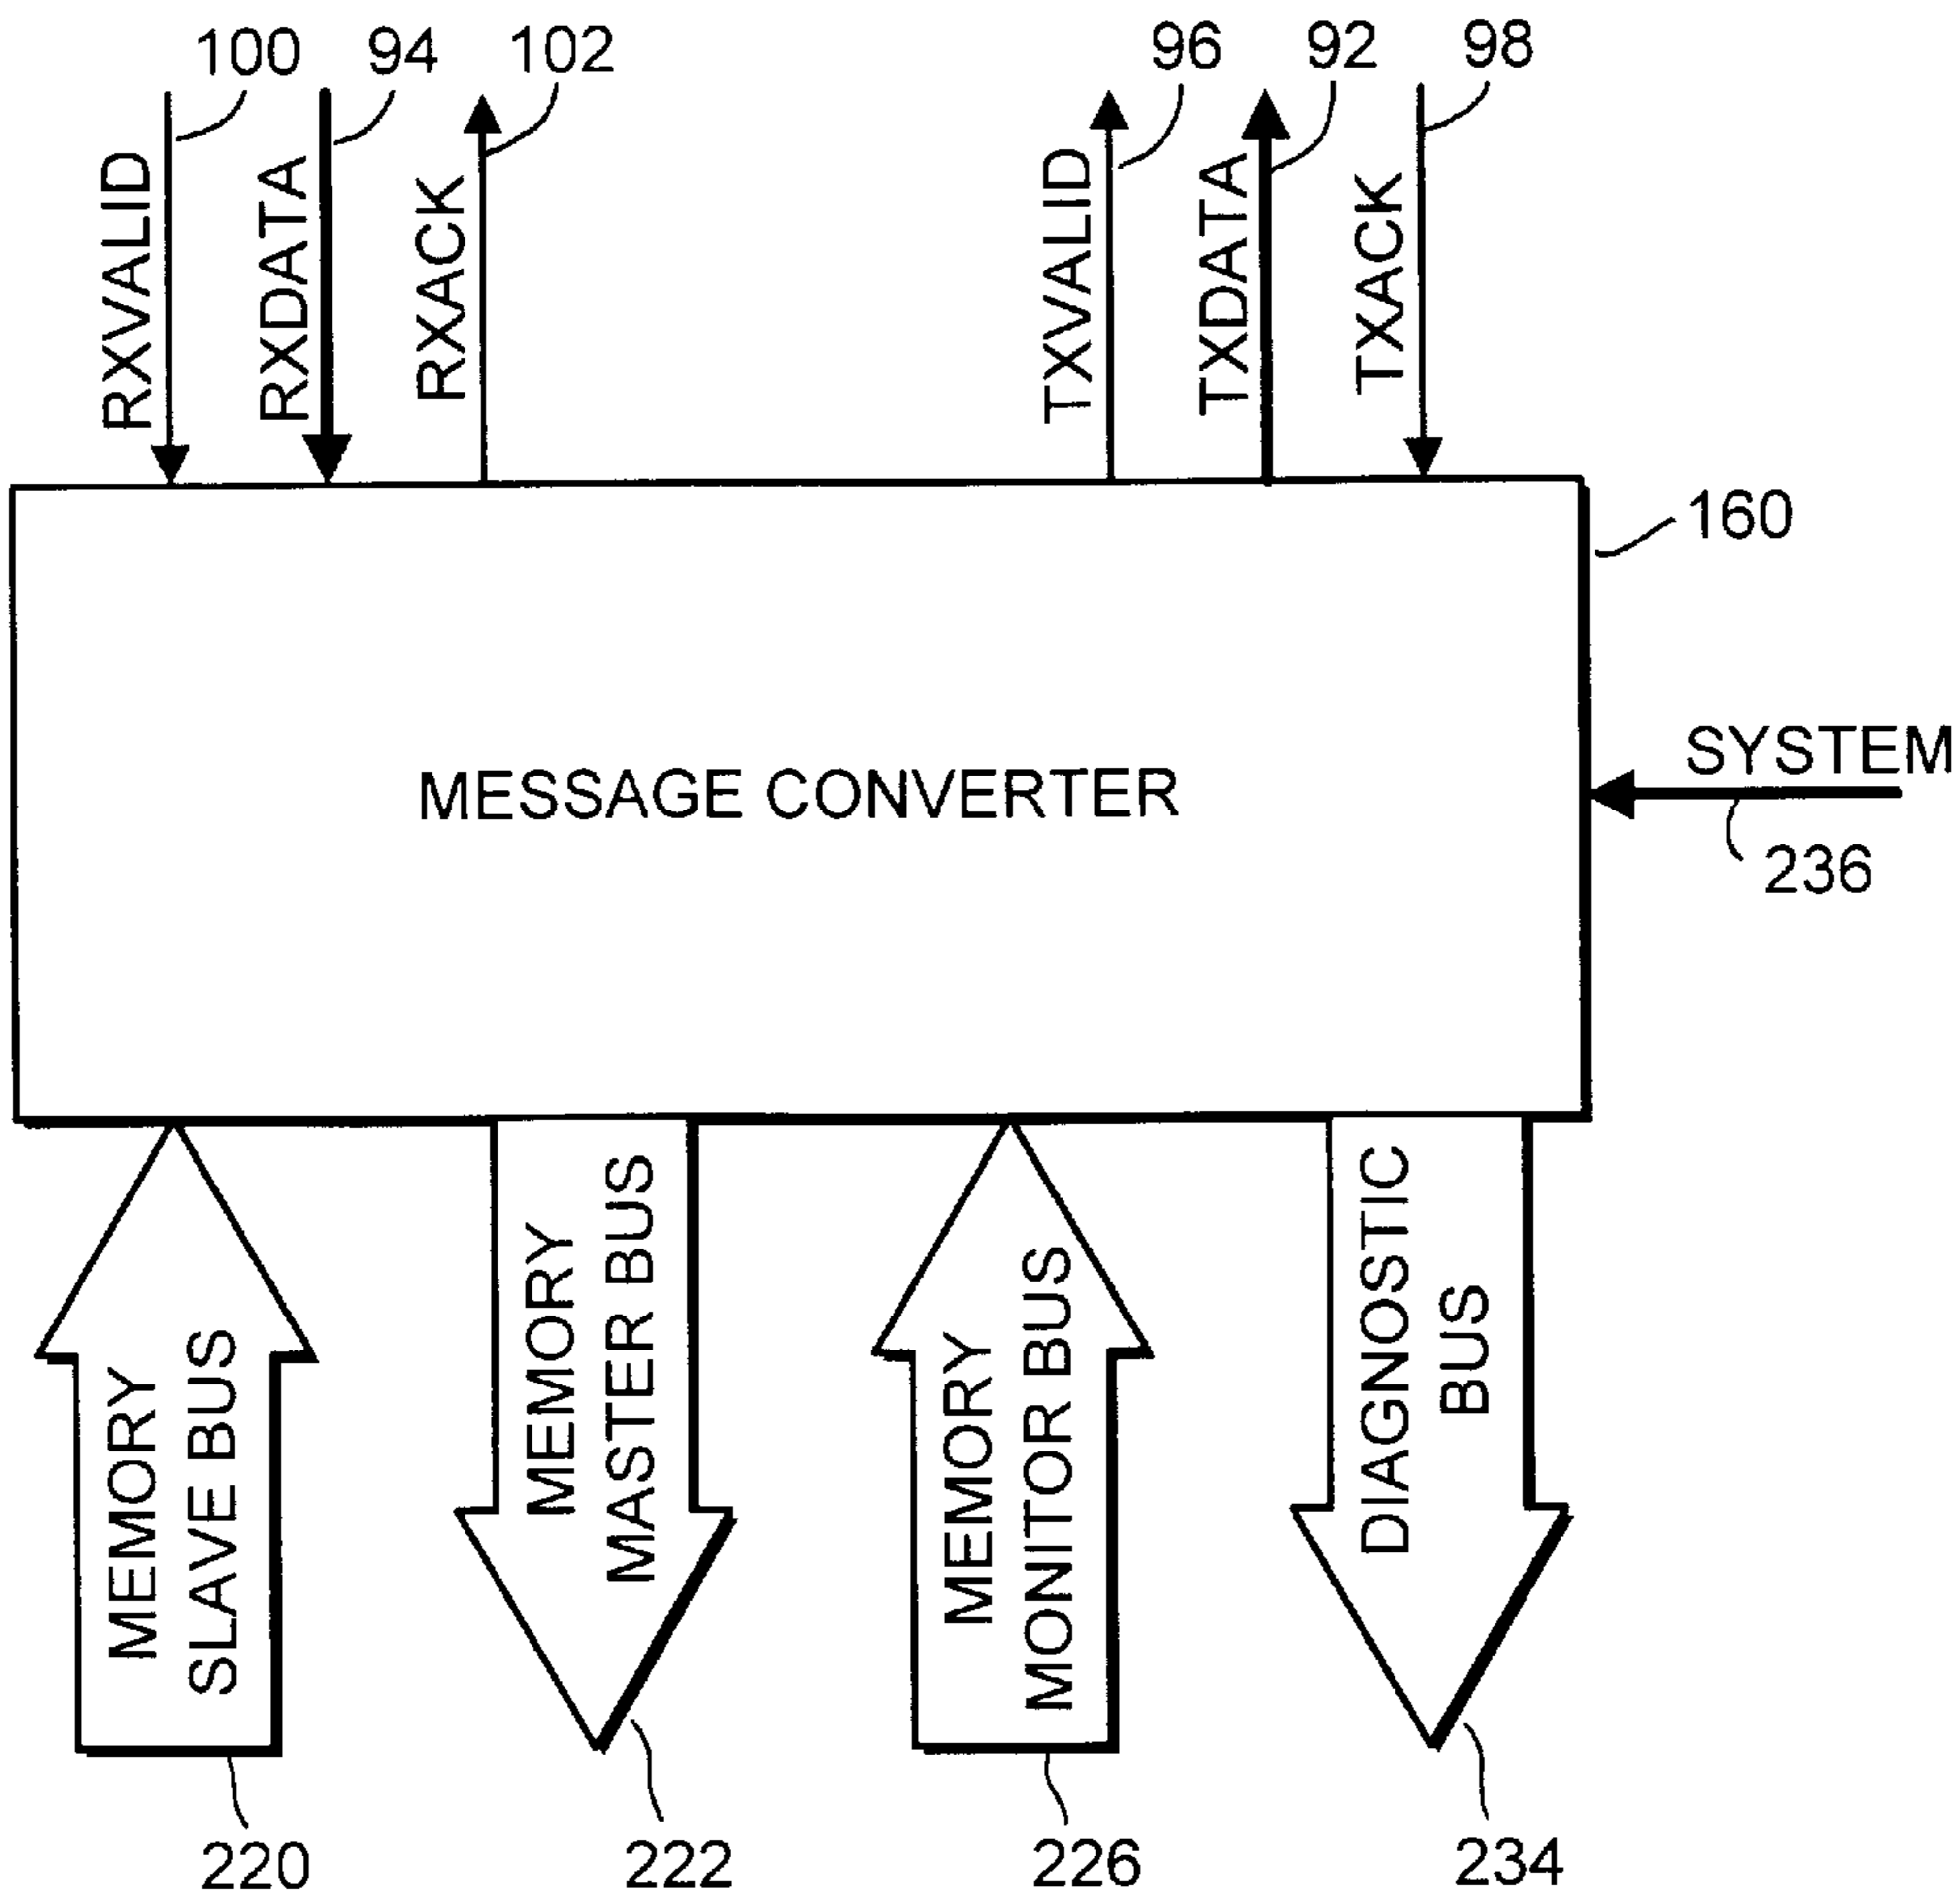 100
94
102
96
92
98
RXVALID
RXDATA
RXACK
TXVALID
TXDATA
TXACK
160
MESSAGE CONVERTER
SYSTEM
236
MEMORY
SLAVE BUS
MEMORY
MASTER BUS
MEMORY
MONITOR BUS
DIAGNOSTIC
BUS
220
222
226
234